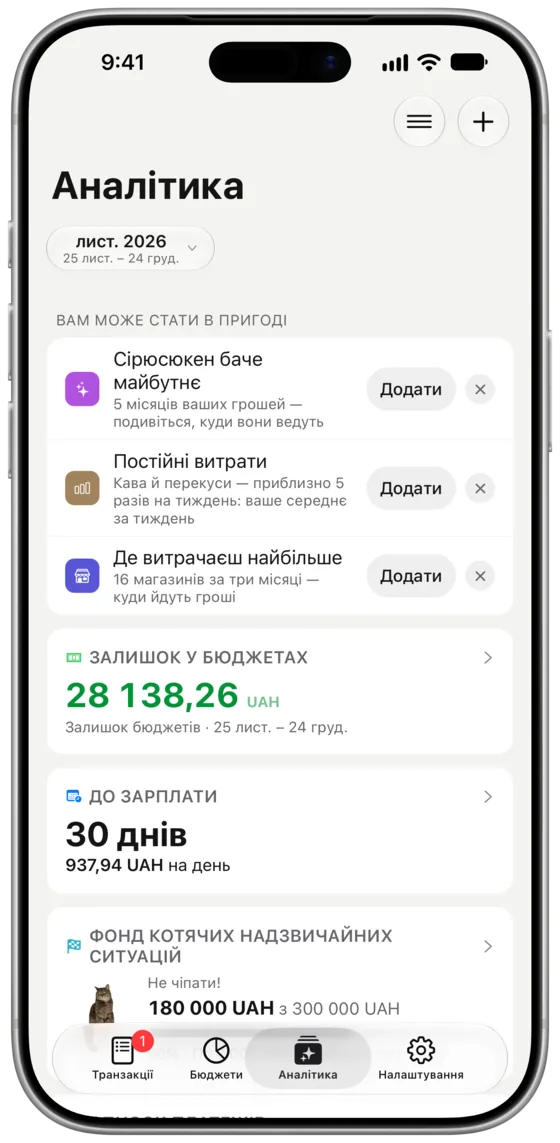 9:41
Аналітика
лист. 2026
25 лист. – 24 груд.
ВАМ МОЖЕ СТАТИ В ПРИГОДІ
Сірюсюкен баче
майбутнє
5 місяців ваших грошей —
подивіться, куди вони ведуть
Додати
Постійні витрати
Кава й перекуси — приблизно 5
разів на тиждень: ваше середнє
за тиждень
Додати
Де витрачаєш найбільше
16 магазинів за три місяці —
куди йдуть гроші
Додати
ЗАЛИШОК У БЮДЖЕТАХ
28 138,26 UAH
Залишок бюджетів · 25 лист. – 24 груд.
ДО ЗАРПЛАТИ
30 днів
937,94 UAH на день
ФОНД КОТЯЧИХ НАДЗВИЧАЙНИХ
СИТУАЦІЙ
Не чіпати!
180 000 UAH з 300 000 UAH
1
Транзакції
Бюджети
Аналітика
Налаштування